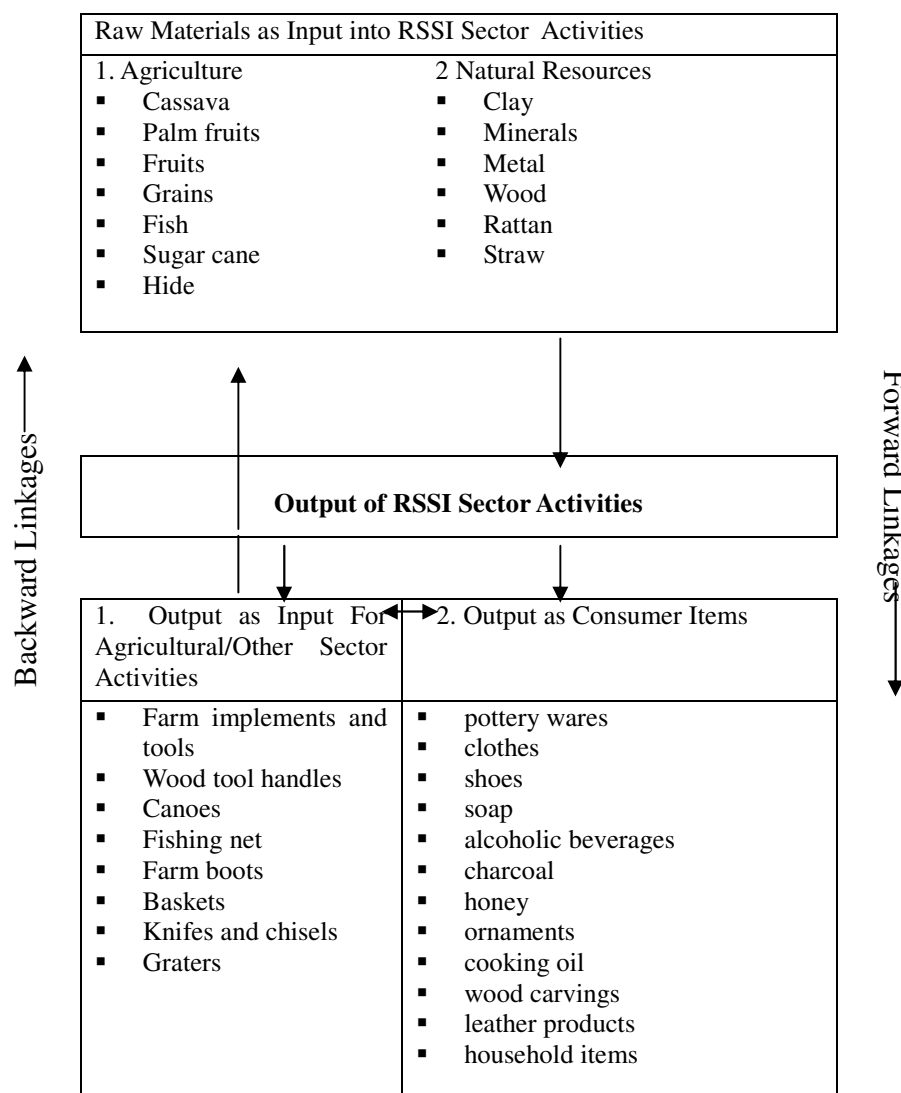 Raw Materials as Input into RSSI Sector Activities
1. Agriculture
▪ Cassava
▪ Palm fruits
▪ Fruits
▪ Grains
▪ Fish
▪ Sugar cane
▪ Hide
2 Natural Resources
▪ Clay
▪ Minerals
▪ Metal
▪ Wood
▪ Rattan
▪ Straw
Backward Linkages
Forward Linkages
Output of RSSI Sector Activities
1. Output as Input For
Agricultural/Other Sector
Activities
▪ Farm implements and
tools
▪ Wood tool handles
▪ Canoes
▪ Fishing net
▪ Farm boots
▪ Baskets
▪ Knifes and chisels
▪ Graters
2. Output as Consumer Items
▪ pottery wares
▪ clothes
▪ shoes
▪ soap
▪ alcoholic beverages
▪ charcoal
▪ honey
▪ ornaments
▪ cooking oil
▪ wood carvings
▪ leather products
▪ household items